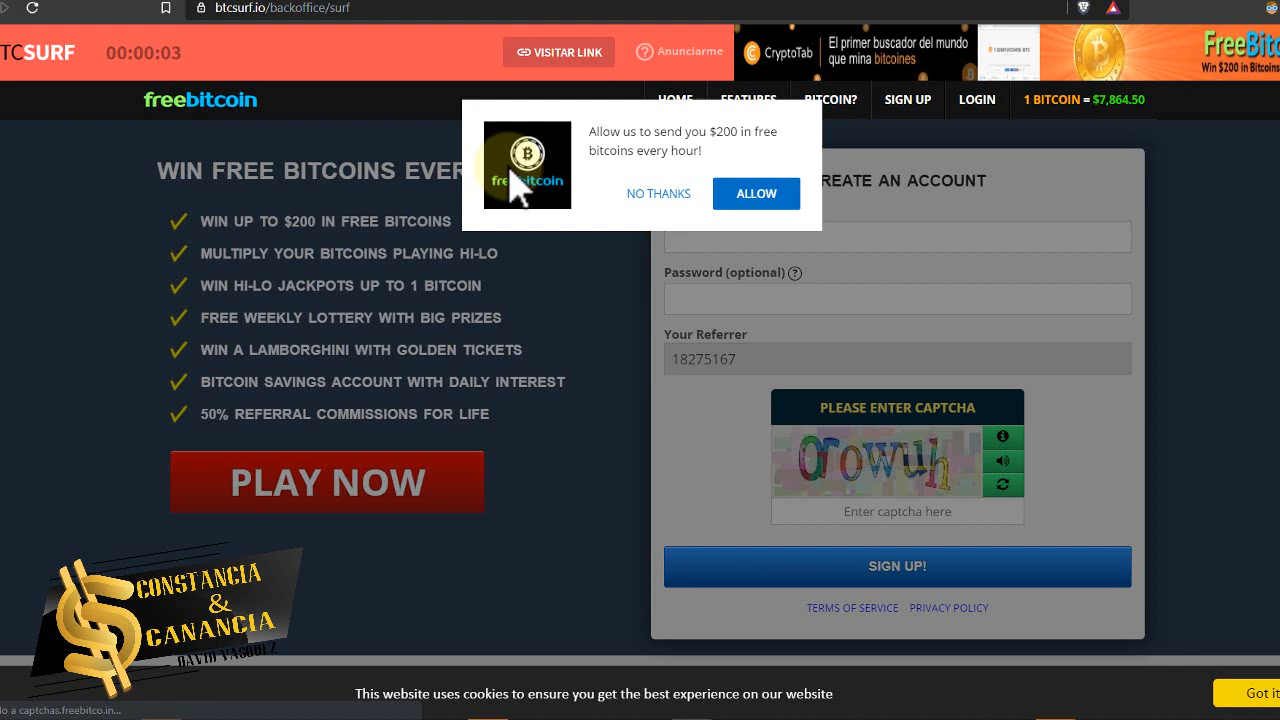 btcsurf.io/backoffice/surf
TCSURF
00:00:03
VISITAR LINK
Anunciarme
CryptoTab
El primer buscador del mundo
que mina bitcoines
FreeBitc
Win $200 in Bitcoins
freebitcoin
HOME
FEATURES
BITCOIN?
SIGN UP
LOGIN
1 BITCOIN = $7,864.50
Allow us to send you $200 in free
bitcoins every hour!
NO THANKS
ALLOW
WIN FREE BITCOINS EVER
WIN UP TO $200 IN FREE BITCOINS
MULTIPLY YOUR BITCOINS PLAYING HI-LO
WIN HI-LO JACKPOTS UP TO 1 BITCOIN
FREE WEEKLY LOTTERY WITH BIG PRIZES
WIN A LAMBORGHINI WITH GOLDEN TICKETS
BITCOIN SAVINGS ACCOUNT WITH DAILY INTEREST
50% REFERRAL COMMISSIONS FOR LIFE
PLAY NOW
REATE AN ACCOUNT
Password (optional) ?
Your Referrer
18275167
PLEASE ENTER CAPTCHA
Enter captcha here
SIGN UP!
TERMS OF SERVICE
PRIVACY POLICY
CONSTANCIA
&
GANANCIA
DAVID VASQUEZ
This website uses cookies to ensure you get the best experience on our website
Got it
do a captchas.freebitco.in...